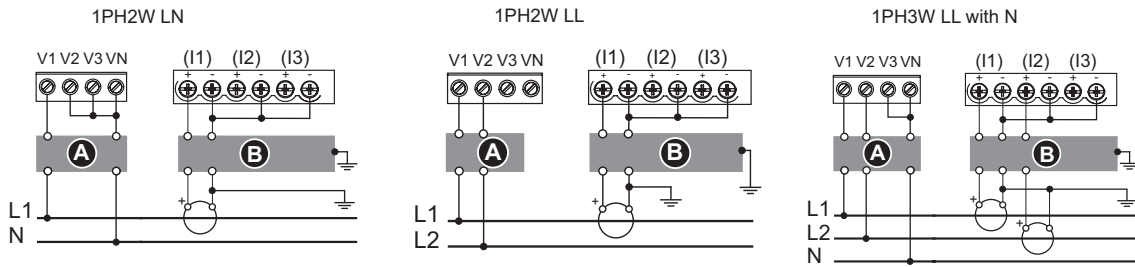 1PH2W LN
V1 V2 V3 VN (I1) (I2) (I3)
+ - + - + -
A B
+
L1
N
1PH2W LL
V1 V2 V3 VN (I1) (I2) (I3)
+ - + - + -
A B
+
L1
L2
1PH3W LL with N
V1 V2 V3 VN (I1) (I2) (I3)
+ - + - + -
A B
+
L1
+
L2
N